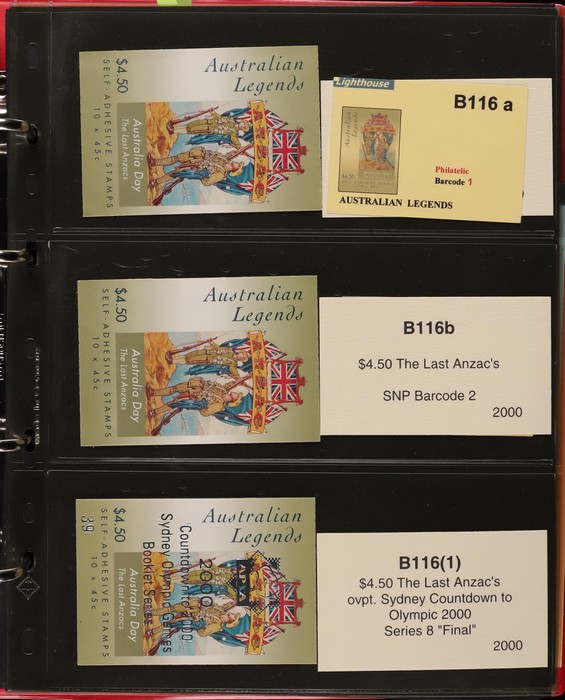 Australian
Legends
$4.50
SELF-ADHESIVE STAMPS
10 x 45c
Australia Day
The Last Anzacs
Lighthouse
B116 a
Philatelic
Barcode 1
AUSTRALIAN LEGENDS
Australian
Legends
$4.50
SELF-ADHESIVE STAMPS
10 x 45c
Australia Day
The Last Anzacs
B116b
$4.50 The Last Anzac's
SNP Barcode 2
2000
Australian
Legends
$4.50
SELF-ADHESIVE STAMPS
10 x 45c
Australia Day
The Last Anzacs
APTA
2000
Countdown to 2000
Sydney Olympic Games
Booklet Series
39
B116(1)
$4.50 The Last Anzac's
ovpt. Sydney Countdown to
Olympic 2000
Series 8 "Final"
2000